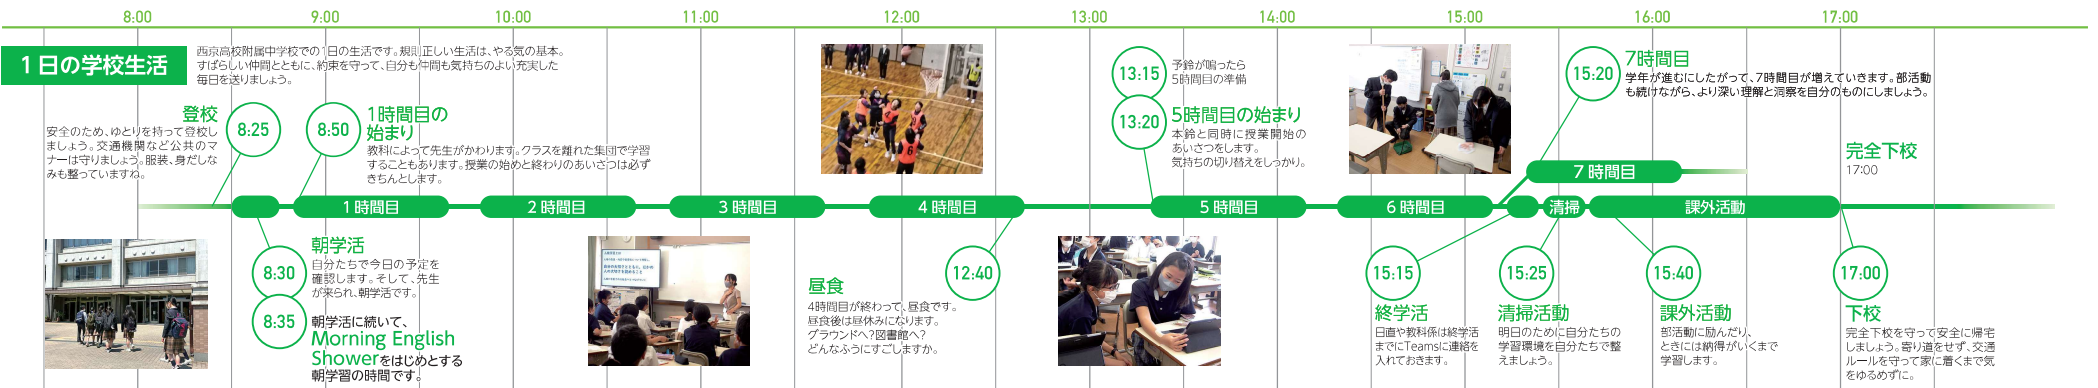 8:00
9:00
10:00
11:00
12:00
13:00
14:00
15:00
16:00
17:00
1日の学校生活
西京高校附属中学校での1日の生活です。規則正しい生活は、やる気の基本。
すばらしい仲間とともに、約束を守って、自分も仲間も気持ちのよい充実した
毎日を送りましょう。
登校
安全のため、ゆとりを持って登校し
ましょう。交通機関など公共のマ
ナーは守りましょう。服装、身だしな
みも整っていますね。
8:25
8:50
1時間目の
始まり
教科によって先生がかわります。クラスを離れた集団で学習
することもあります。授業の始めと終わりのあいさつは必ず
きちんとします。
13:15
予鈴が鳴ったら
5時間目の準備
13:20
5時間目の始まり
本鈴と同時に授業開始の
あいさつをします。
気持ちの切り替えをしっかり。
15:20
7時間目
学年が進むにしたがって、7時間目が増えていきます。部活動
も続けながら、より深い理解と洞察を自分のものにしましょう。
完全下校
17:00
7時間目
1時間目
2時間目
3時間目
4時間目
5時間目
6時間目
清掃
課外活動
8:30
朝学活
自分たちで今日の予定を
確認します。そして、先生
が来られ、朝学活です。
8:35
朝学活に続いて、
Morning English
Showerをはじめとする
朝学習の時間です。
12:40
昼食
4時間目が終わって、昼食です。
昼食後は昼休みになります。
グラウンドへ?図書館へ?
どんなふうにすごしますか。
15:15
終学活
日直や教科係は終学活
までにTeamsに連絡を
入れておきます。
15:25
清掃活動
明日のために自分たちの
学習環境を自分たちで整
えましょう。
15:40
課外活動
部活動に励んだり、
ときには納得がいくまで
学習します。
17:00
下校
完全下校を守って安全に帰宅
しましょう。寄り道をせず、交通
ルールを守って家に着くまで気
をゆるめずに。